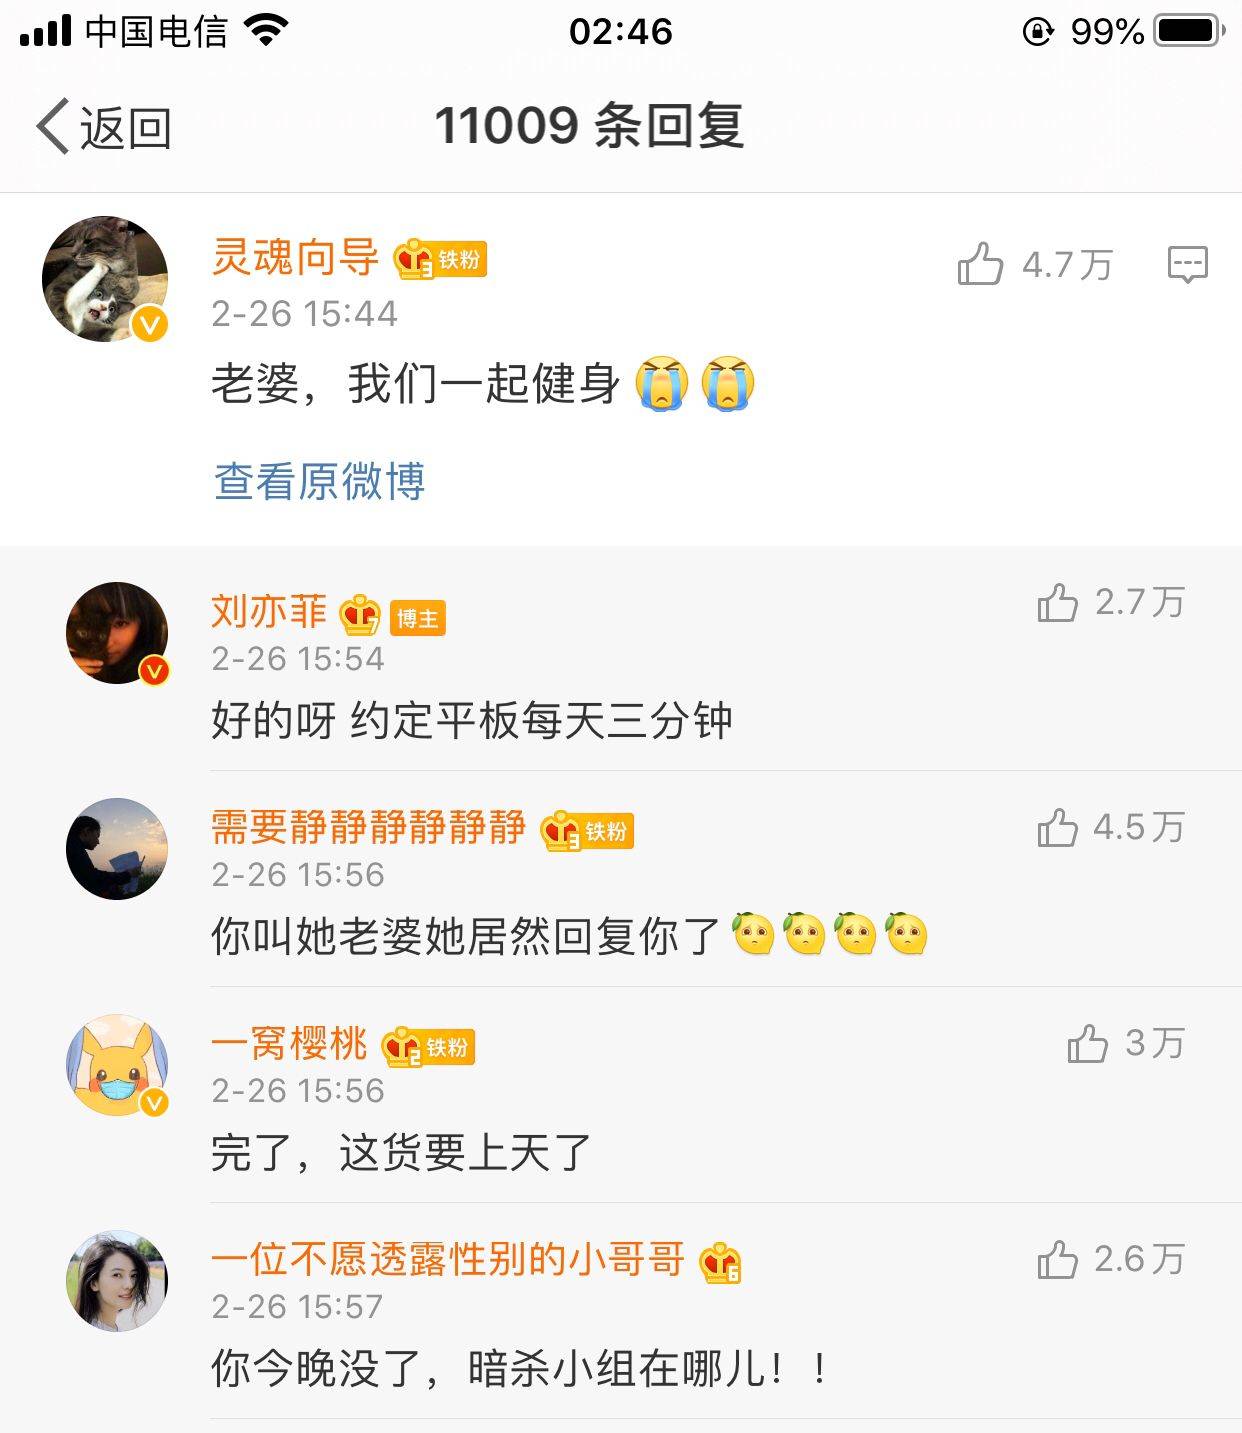 中国电信 02:46 99%
返回 11009 条回复
灵魂向导 3 铁粉 4.7万
2-26 15:44
老婆，我们一起健身
查看原微博
刘亦菲 7 博主 2.7万
2-26 15:54
好的呀 约定平板每天三分钟
需要静静静静静静 3 铁粉 4.5万
2-26 15:56
你叫她老婆她居然回复你了
一窝樱桃 2 铁粉 3万
2-26 15:56
完了，这货要上天了
一位不愿透露性别的小哥哥 6 2.6万
2-26 15:57
你今晚没了，暗杀小组在哪儿！！